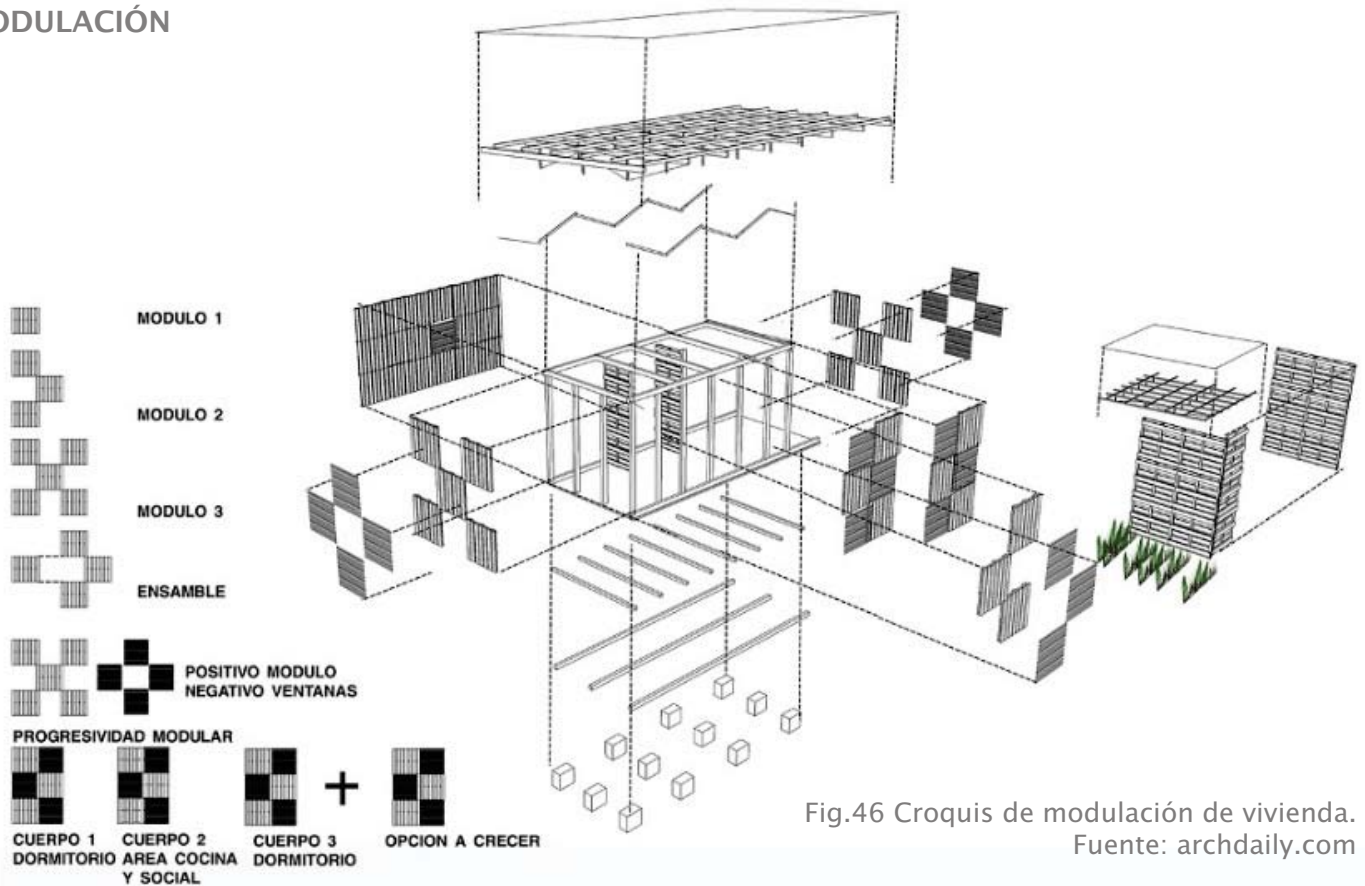 ODULACIÓN
MODULO 1
MODULO 2
MODULO 3
ENSAMBLE
POSITIVO MODULO
NEGATIVO VENTANAS
PROGRESIVIDAD MODULAR
CUERPO 1
DORMITORIO
CUERPO 2
AREA COCINA
Y SOCIAL
CUERPO 3
DORMITORIO
OPCION A CRECER
Fig.46 Croquis de modulación de vivienda.
Fuente: archdaily.com